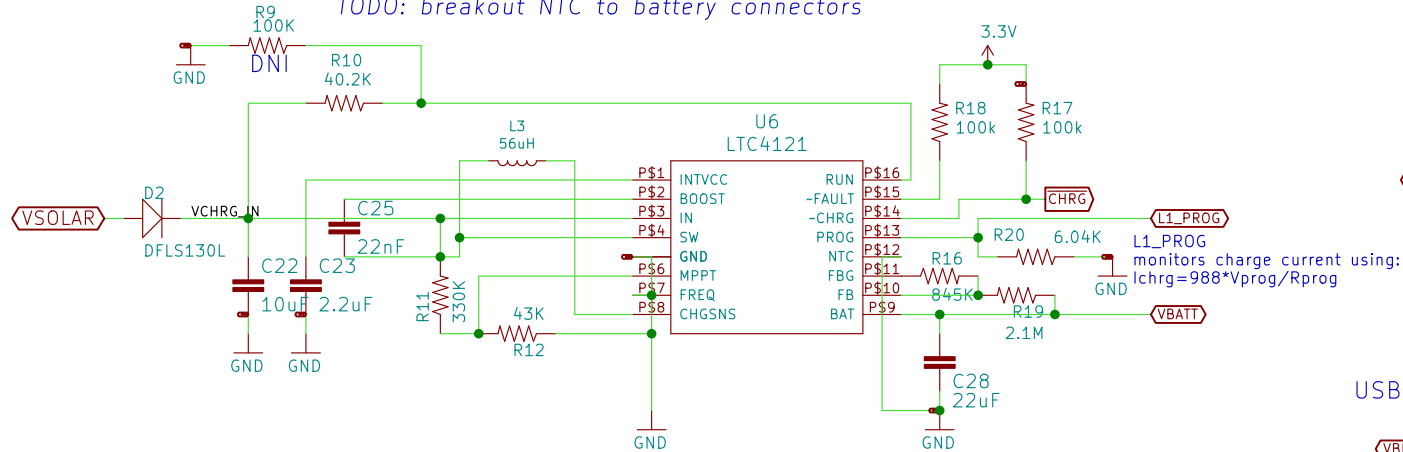 TODO: breakout NTC to battery connectors
R9
100K
DNI
GND
R10
40.2K
3.3V
R18
100k
R17
100k
L3
56uH
U6
LTC4121
P$1 INTVCC
P$2 BOOST
P$3 IN
P$4 SW
GND
P$6 MPPT
P$7 FREQ
P$8 CHGSNS
RUN P$16
~FAULT P$15
~CHRG P$14
PROG P$13
NTC P$12
FBG P$11
FB P$10
BAT P$9
VSOLAR
D2
DFLS130L
VCHRG_IN
C25
22nF
C22
10uF
C23
2.2uF
GND
GND
R11
330K
43K
R12
GND
CHRG
L1_PROG
L1_PROG
monitors charge current using:
Ichrg=988*Vprog/Rprog
R20
6.04K
GND
R16
845K
R19
2.1M
VBATT
C28
22uF
GND
USB